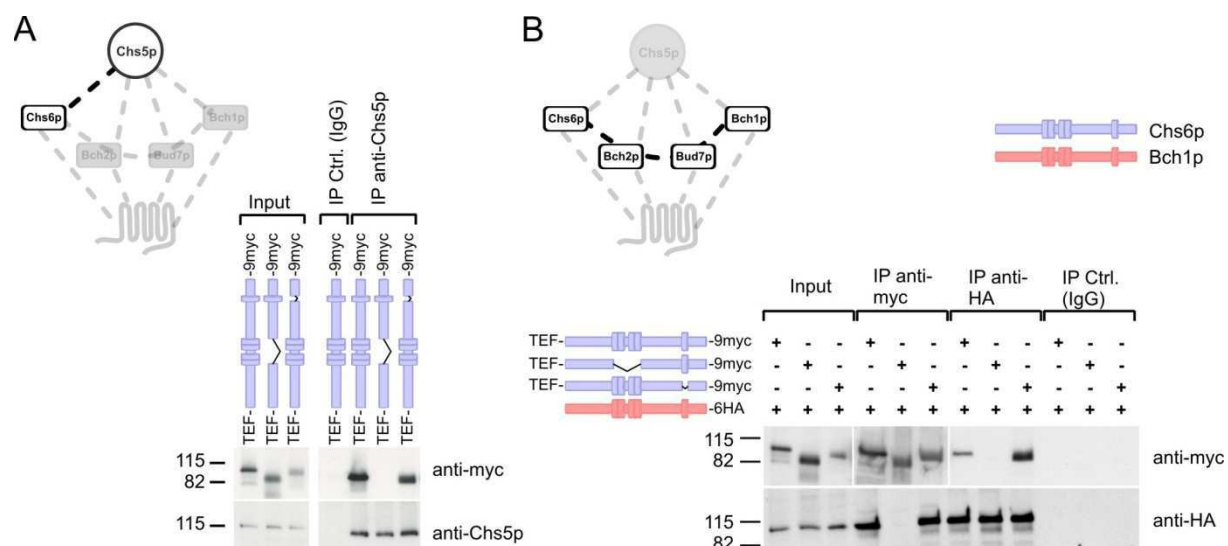 A
Chs5p
Chs6p
Bch1p
Bch2p
Bud7p
Input
IP Ctrl. (IgG)
IP anti-Chs5p
-9myc
-9myc
-9myc
-9myc
-9myc
-9myc
-9myc
TEF-
TEF-
TEF-
TEF-
TEF-
TEF-
TEF-
115
82
anti-myc
115
anti-Chs5p
B
Chs5p
Chs6p
Bch1p
Bch2p
Bud7p
Chs6p
Bch1p
Input
IP anti-
myc
IP anti-
HA
IP Ctrl.
(IgG)
TEF- -9myc + - - + - - + - - + - -
TEF- -9myc - + - - + - - + - - + -
TEF- -9myc - - + - - + - - + - - +
-6HA + + + + + + + + + + + +
115
82
anti-myc
115
82
anti-HA